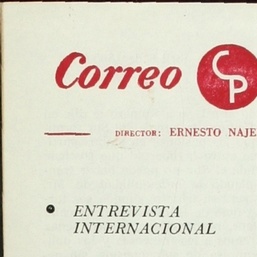 Correo
CP
DIRECTOR: ERNESTO NAJE
• ENTREVISTA
INTERNACIONAL